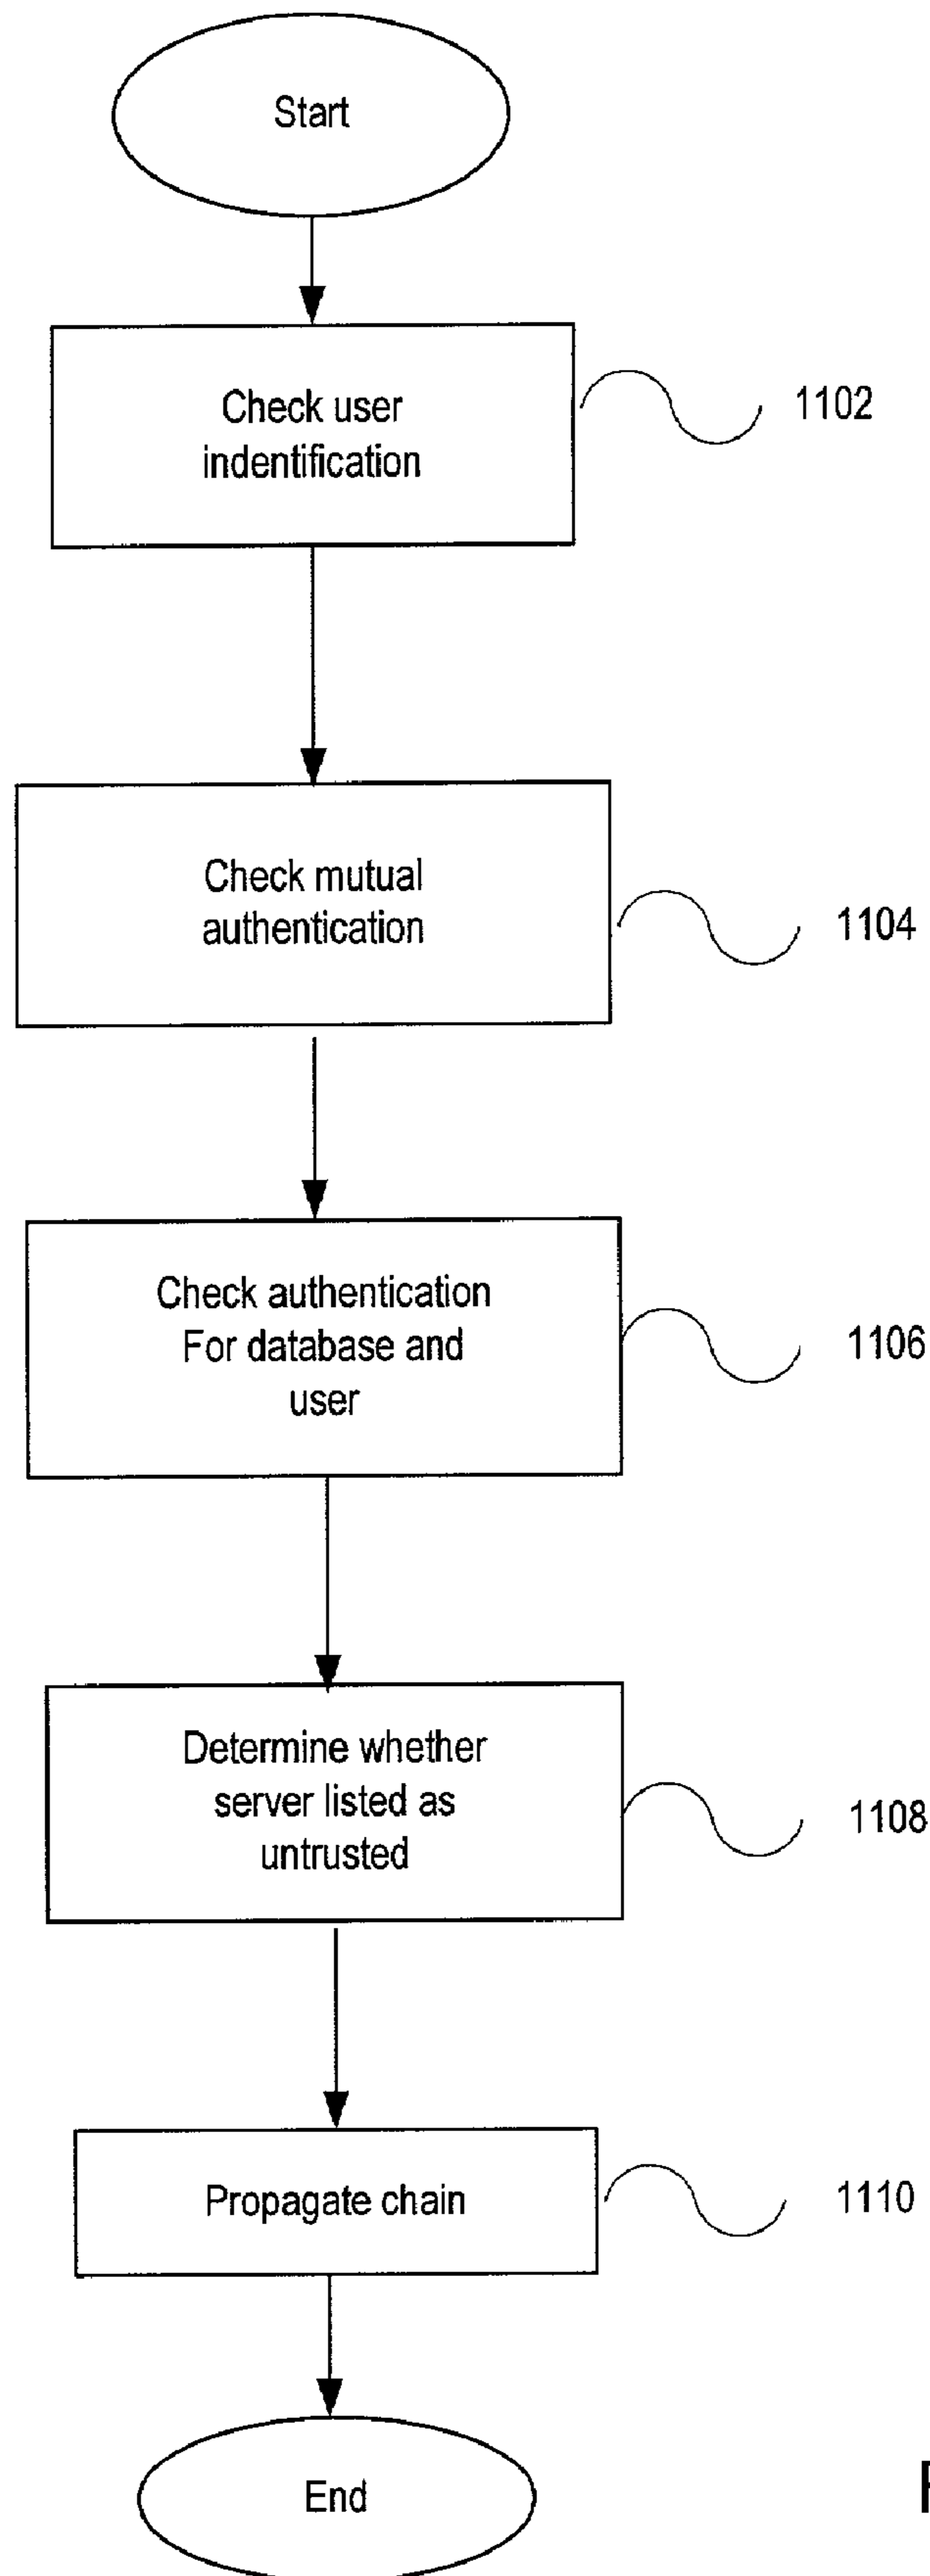 Start
Check user
indentification
1102
Check mutual
authentication
1104
Check authentication
For database and
user
1106
Determine whether
server listed as
untrusted
1108
Propagate chain
1110
End